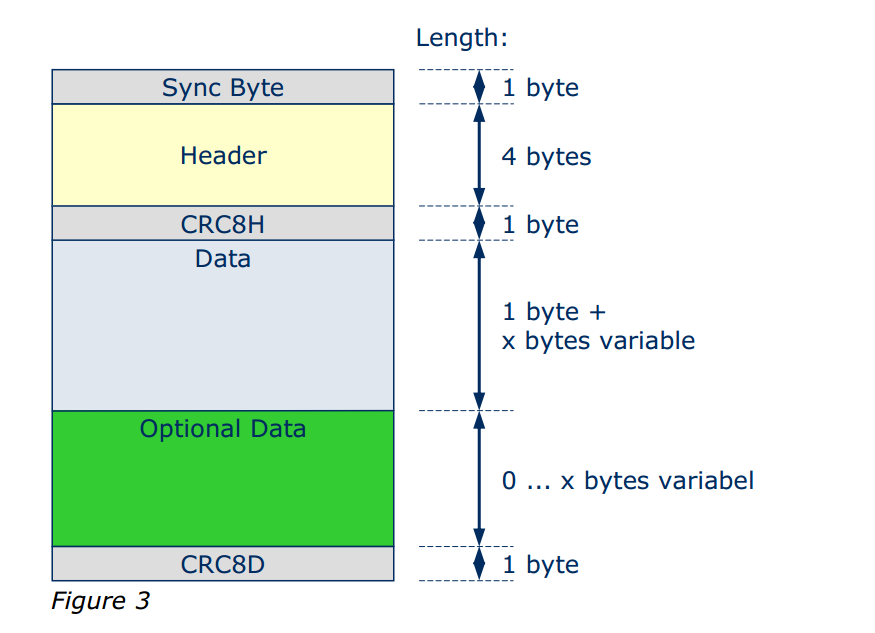 Length:
Sync Byte
1 byte
Header
4 bytes
CRC8H
1 byte
Data
1 byte +
x bytes variable
Optional Data
0 ... x bytes variabel
CRC8D
1 byte
Figure 3